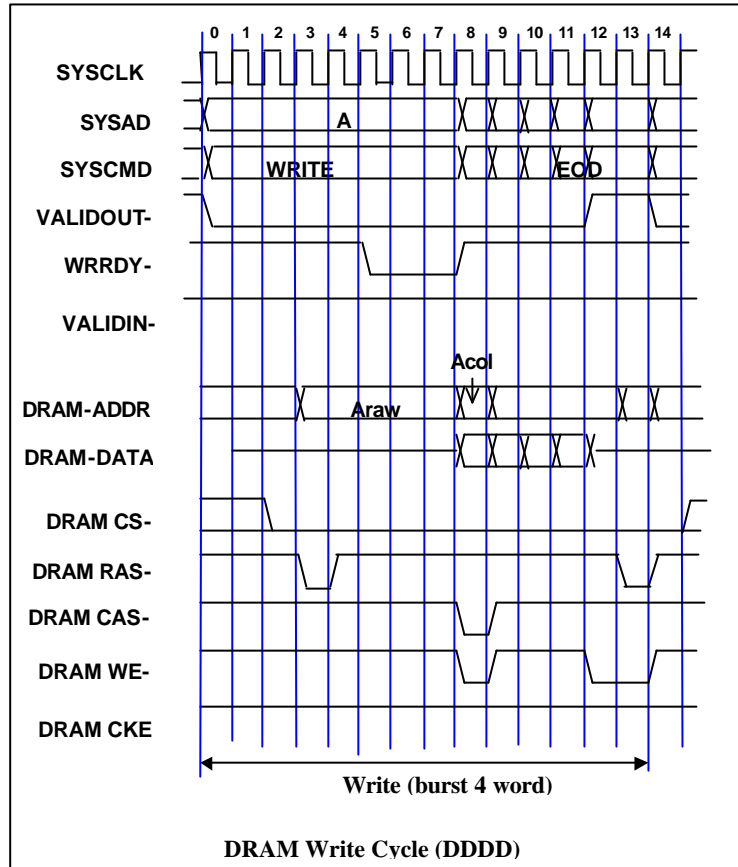 0 1 2 3 4 5 6 7 8 9 10 11 12 13 14
SYSCLK
SYSAD A
SYSCMD WRITE EOD
VALIDOUT-
WRRDY-
VALIDIN-
Acol
DRAM-ADDR Araw
DRAM-DATA
DRAM CS-
DRAM RAS-
DRAM CAS-
DRAM WE-
DRAM CKE
Write (burst 4 word)
DRAM Write Cycle (DDDD)